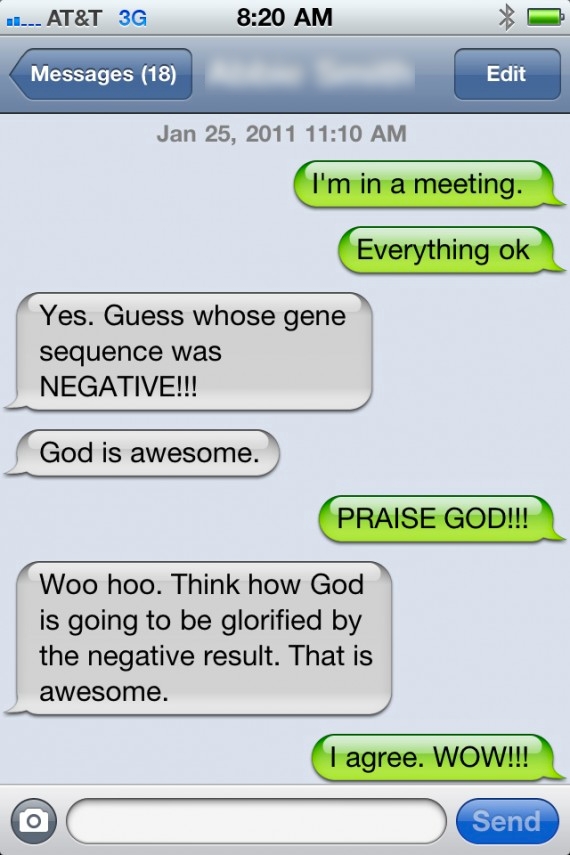 AT&T 3G 8:20 AM
Messages (18) Edit
Jan 25, 2011 11:10 AM
I'm in a meeting.
Everything ok
Yes. Guess whose gene
sequence was
NEGATIVE!!!
God is awesome.
PRAISE GOD!!!
Woo hoo. Think how God
is going to be glorified by
the negative result. That is
awesome.
I agree. WOW!!!
Send